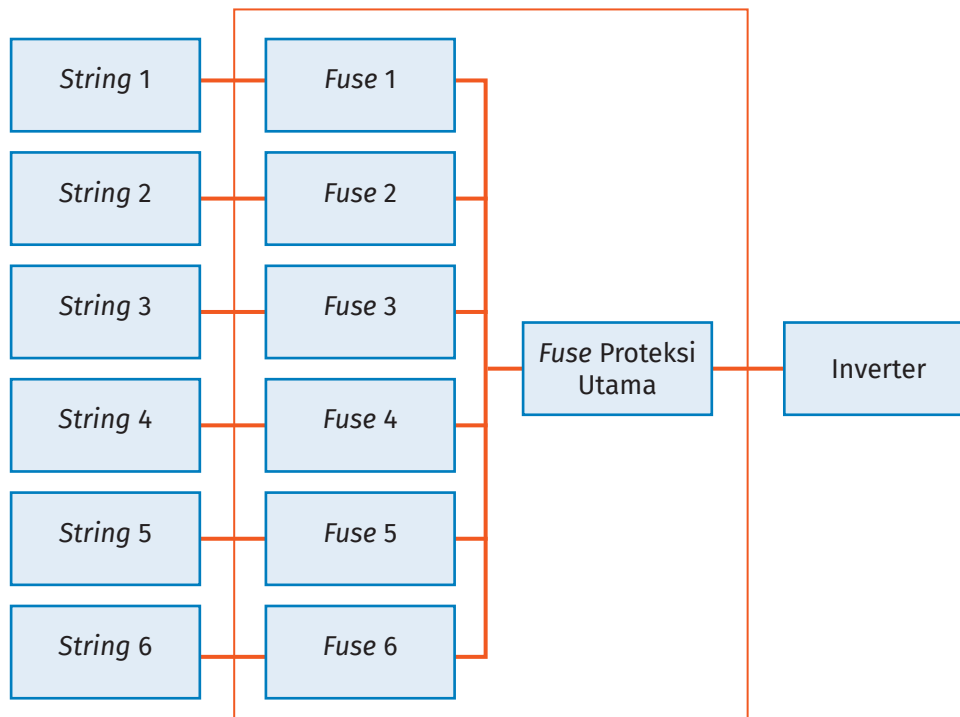 String 1
Fuse 1
String 2
Fuse 2
String 3
Fuse 3
Fuse Proteksi
Utama
Inverter
String 4
Fuse 4
String 5
Fuse 5
String 6
Fuse 6